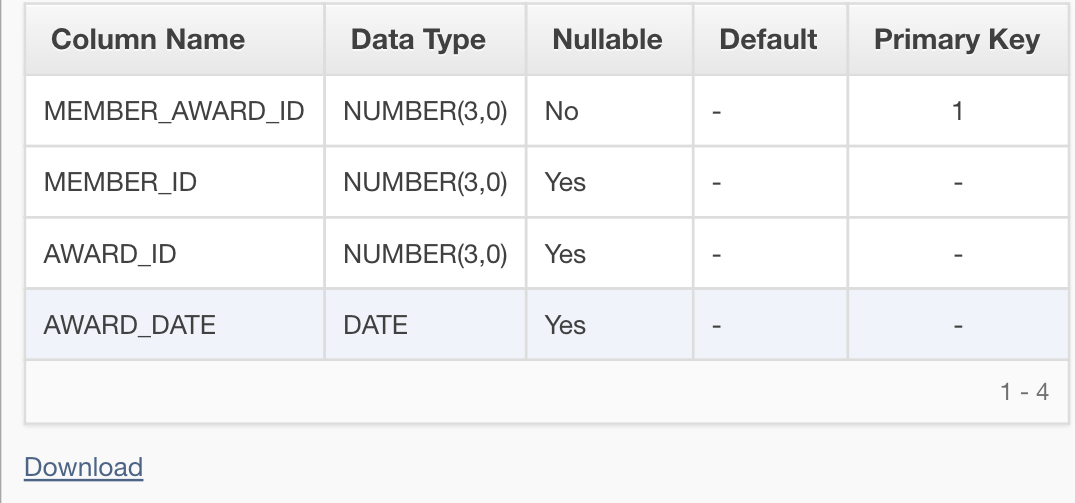 Column Name Data Type Nullable Default Primary Key
MEMBER_AWARD_ID NUMBER(3,0) No - 1
MEMBER_ID NUMBER(3,0) Yes - -
AWARD_ID NUMBER(3,0) Yes - -
AWARD_DATE DATE Yes - -
1 - 4
Download